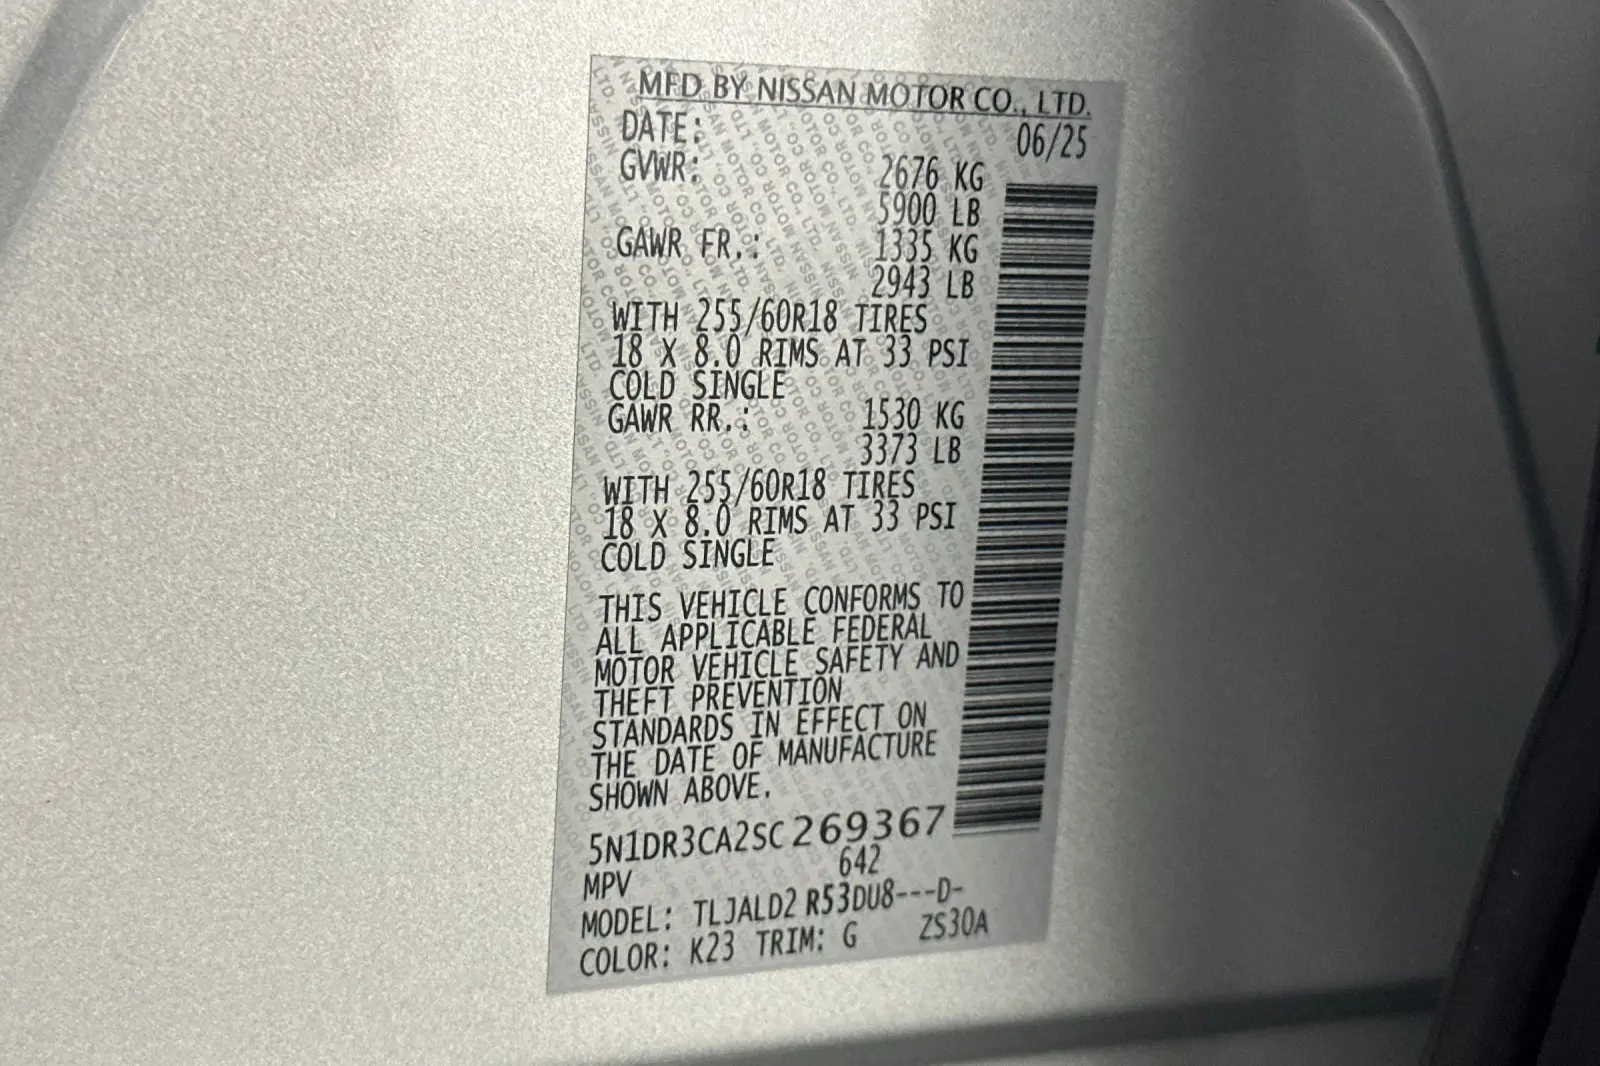 MFD BY NISSAN MOTOR CO., LTD.
DATE: 06/25
GVWR: 2676 KG
5900 LB
GAWR FR.: 1335 KG
2943 LB
WITH 255/60R18 TIRES
18 X 8.0 RIMS AT 33 PSI
COLD SINGLE
GAWR RR.: 1530 KG
3373 LB
WITH 255/60R18 TIRES
18 X 8.0 RIMS AT 33 PSI
COLD SINGLE
THIS VEHICLE CONFORMS TO
ALL APPLICABLE FEDERAL
MOTOR VEHICLE SAFETY AND
THEFT PREVENTION
STANDARDS IN EFFECT ON
THE DATE OF MANUFACTURE
SHOWN ABOVE.
5N1DR3CA2SC269367
MPV 642
MODEL: TLJALD2 R53DU8---D-
COLOR: K23 TRIM: G ZS30A